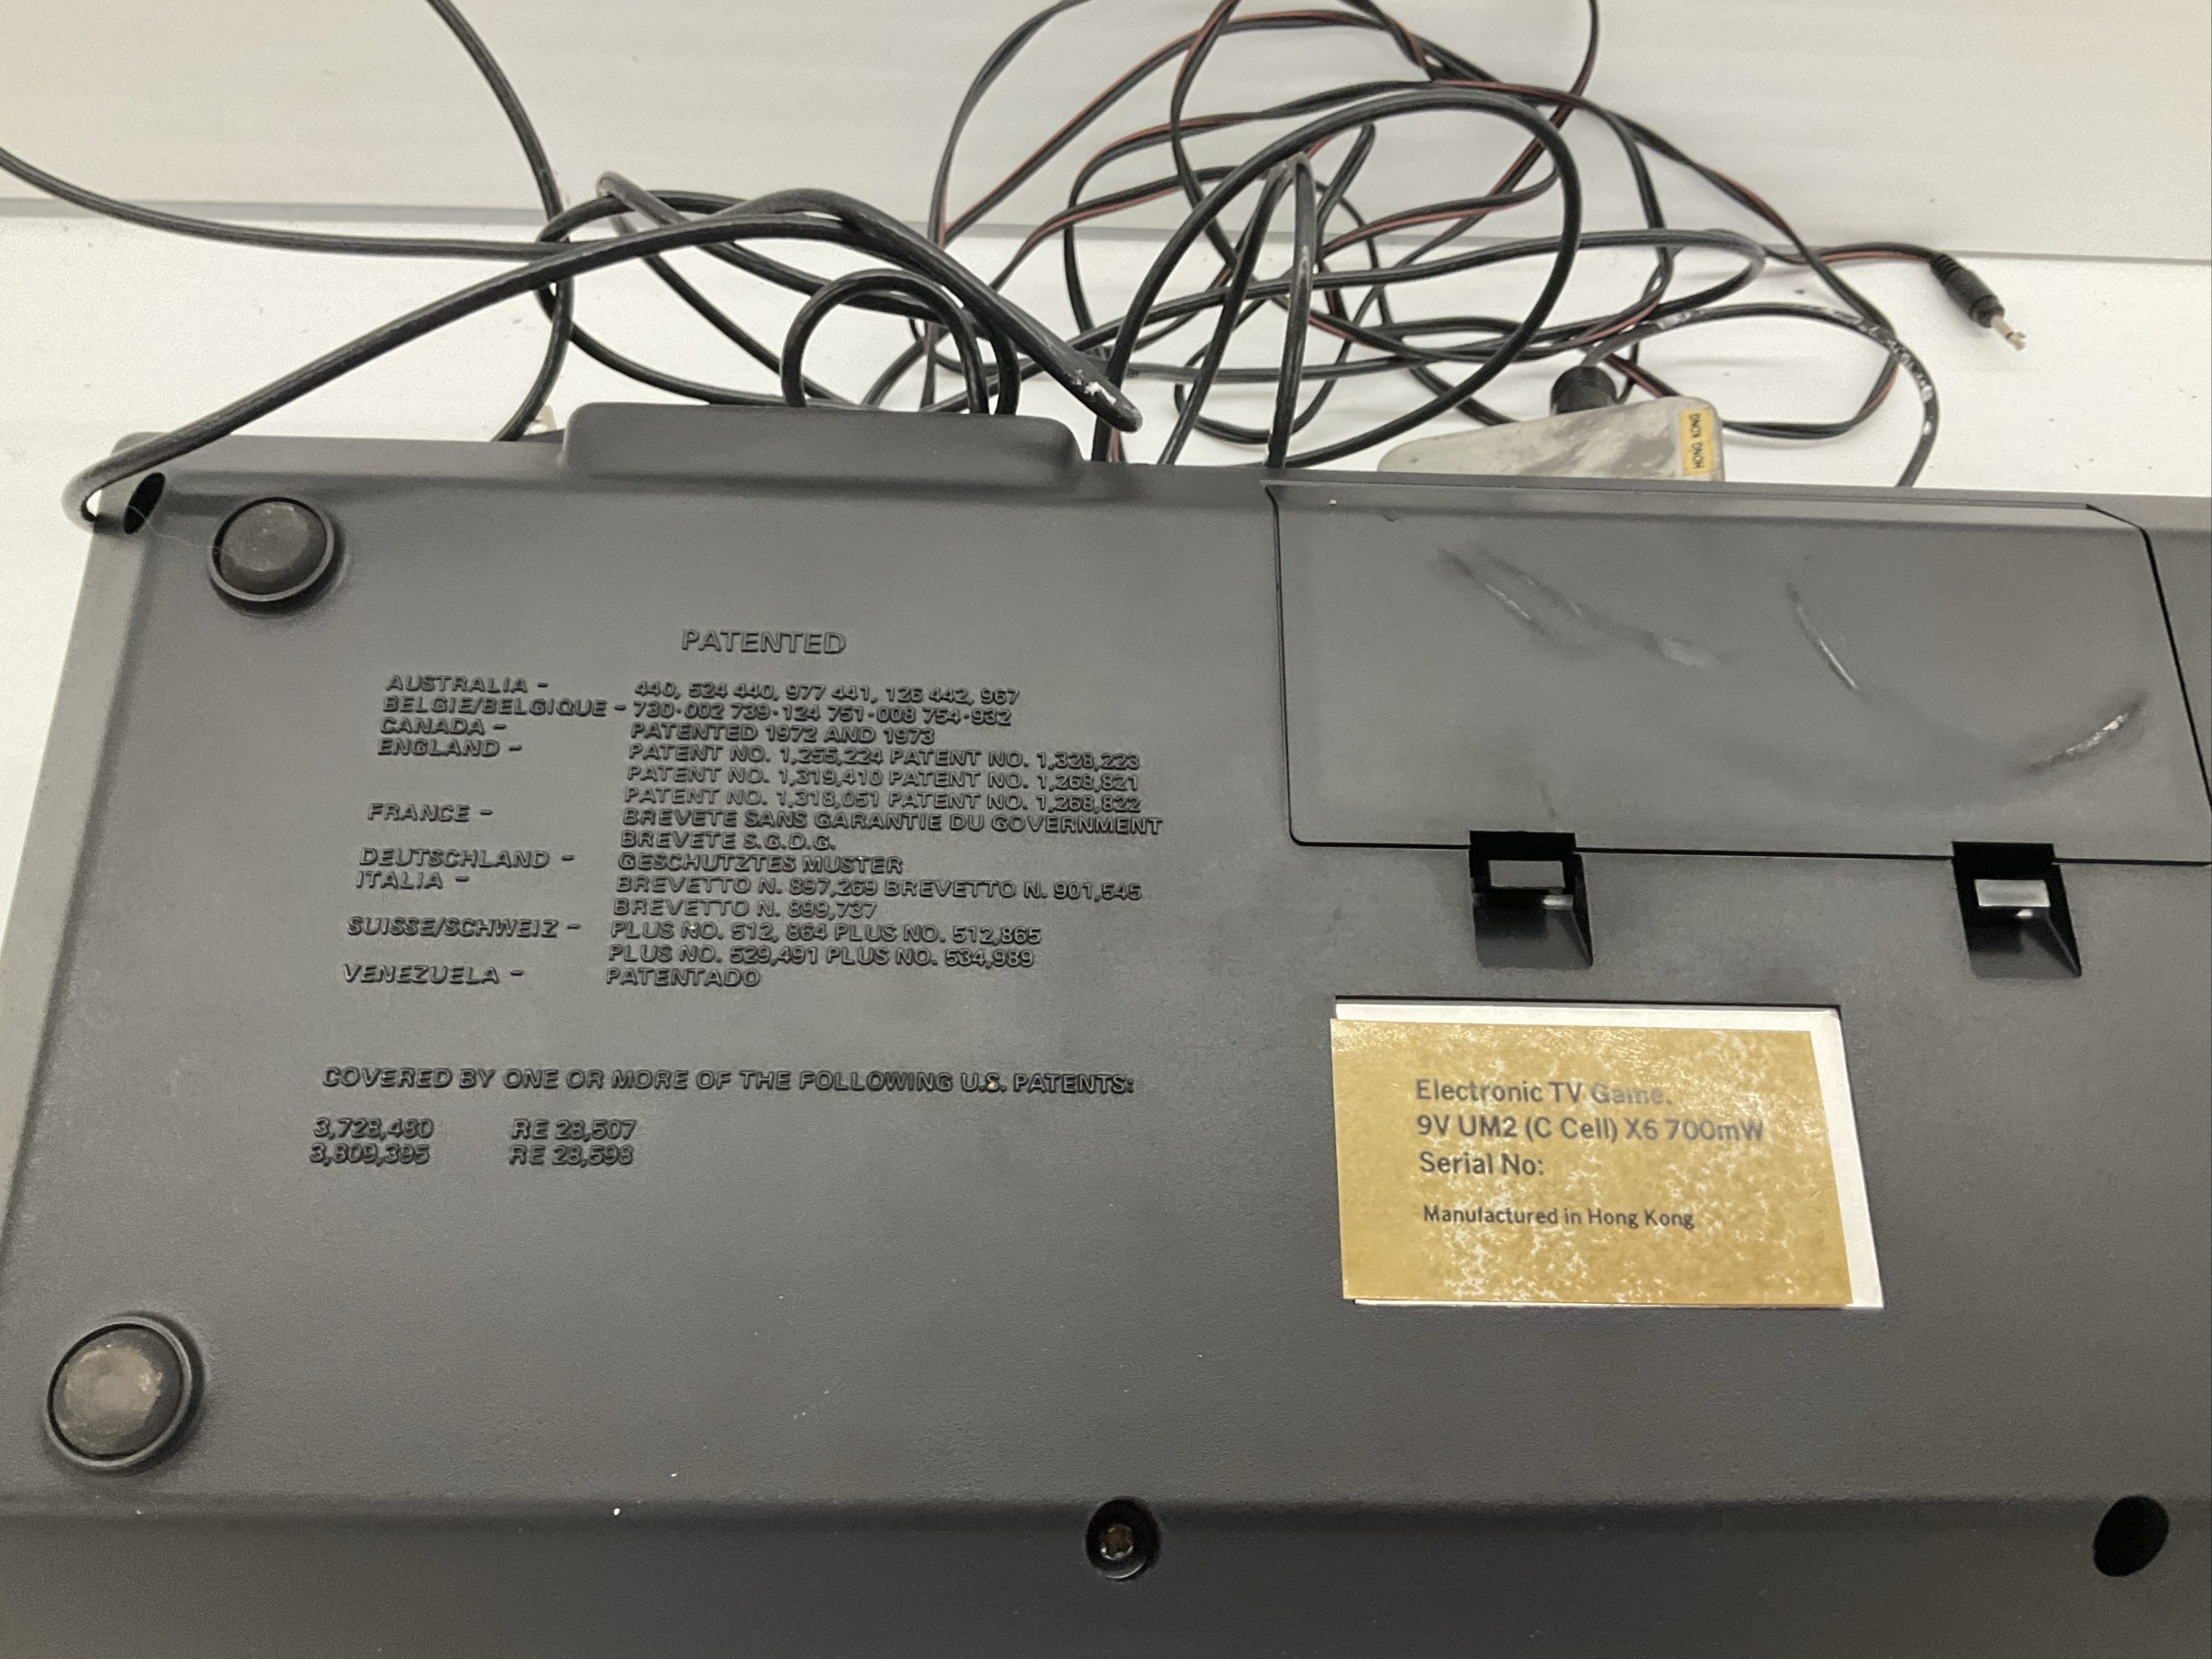 HONG KONG
PATENTED
AUSTRALIA - 440, 524 440, 977 441, 126 442, 967
BELGIE/BELGIQUE - 730·002 739·124 751·008 754·932
CANADA - PATENTED 1972 AND 1973
ENGLAND - PATENT NO. 1,255,224 PATENT NO. 1,328,223
PATENT NO. 1,319,410 PATENT NO. 1,268,821
PATENT NO. 1,318,051 PATENT NO. 1,268,822
FRANCE - BREVETE SANS GARANTIE DU GOVERNMENT
BREVETE S.G.D.G.
DEUTSCHLAND - GESCHUTZTES MUSTER
ITALIA - BREVETTO N. 897,269 BREVETTO N. 901,545
BREVETTO N. 899,737
SUISSE/SCHWEIZ - PLUS NO. 512, 864 PLUS NO. 512,865
PLUS NO. 529,491 PLUS NO. 534,989
VENEZUELA - PATENTADO
COVERED BY ONE OR MORE OF THE FOLLOWING U.S. PATENTS:
3,728,480 RE 28,507
3,809,395 RE 28,598
Electronic TV Game.
9V UM2 (C Cell) X6 700mW
Serial No:
Manufactured in Hong Kong